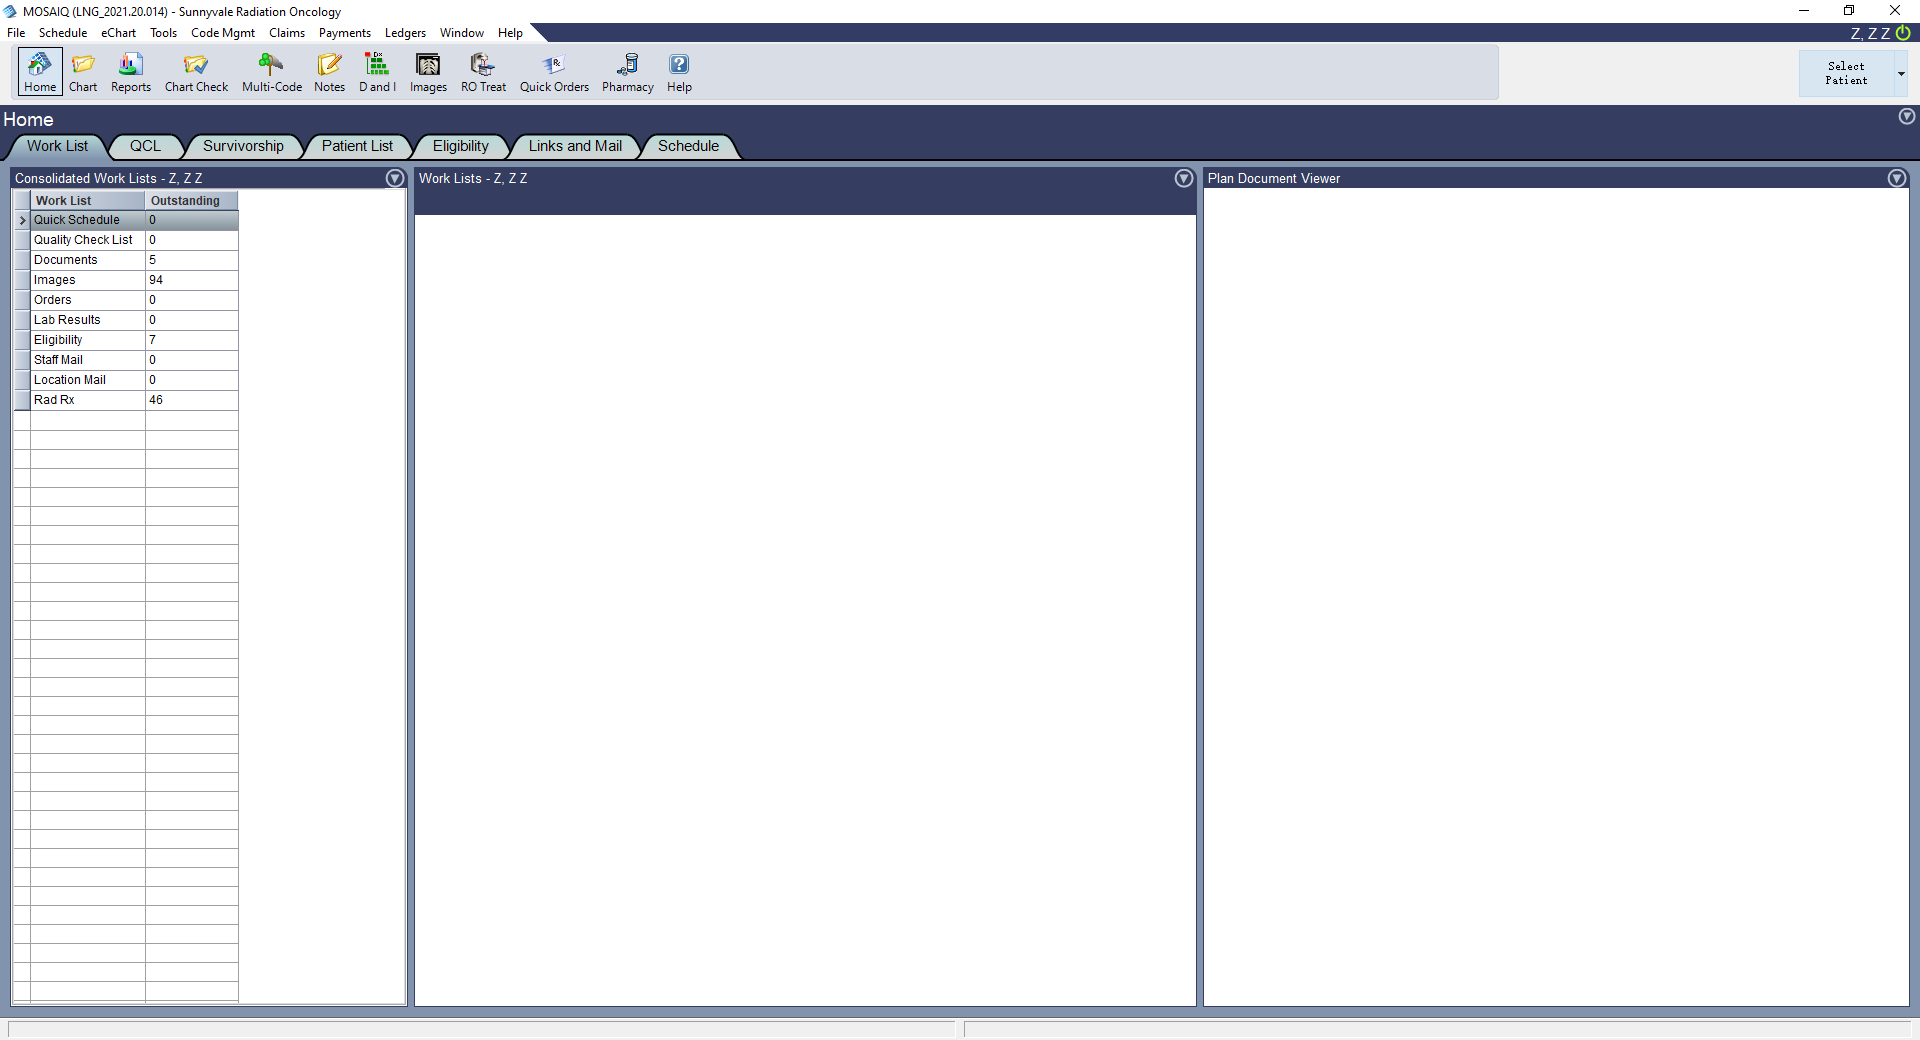 MOSAIQ (LNG_2021.20.014) - Sunnyvale Radiation Oncology
File Schedule eChart Tools Code Mgmt Claims Payments Ledgers Window Help
Z, Z Z
Home Chart Reports Chart Check Multi-Code Notes D and I Images RO Treat Quick Orders Pharmacy Help
Select
Patient
Home
Work List QCL Survivorship Patient List Eligibility Links and Mail Schedule
Consolidated Work Lists - Z, Z Z
Work List Outstanding
Quick Schedule 0
Quality Check List 0
Documents 5
Images 94
Orders 0
Lab Results 0
Eligibility 7
Staff Mail 0
Location Mail 0
Rad Rx 46
Work Lists - Z, Z Z
Plan Document Viewer